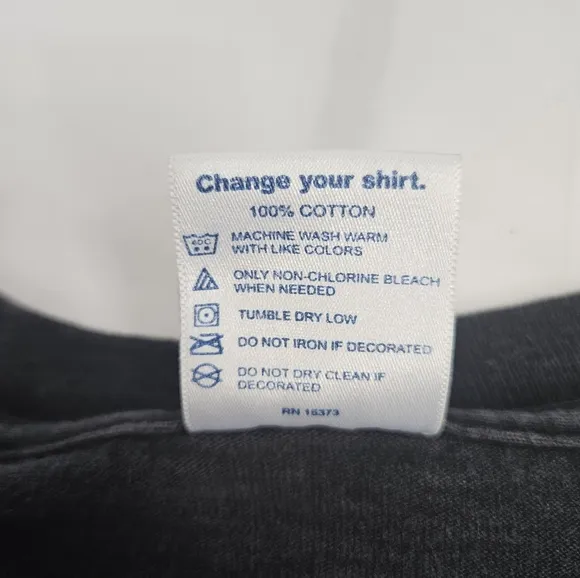 Change your shirt.
100% COTTON
40C
MACHINE WASH WARM
WITH LIKE COLORS
ONLY NON-CHLORINE BLEACH
WHEN NEEDED
TUMBLE DRY LOW
DO NOT IRON IF DECORATED
DO NOT DRY CLEAN IF
DECORATED
RN 15373